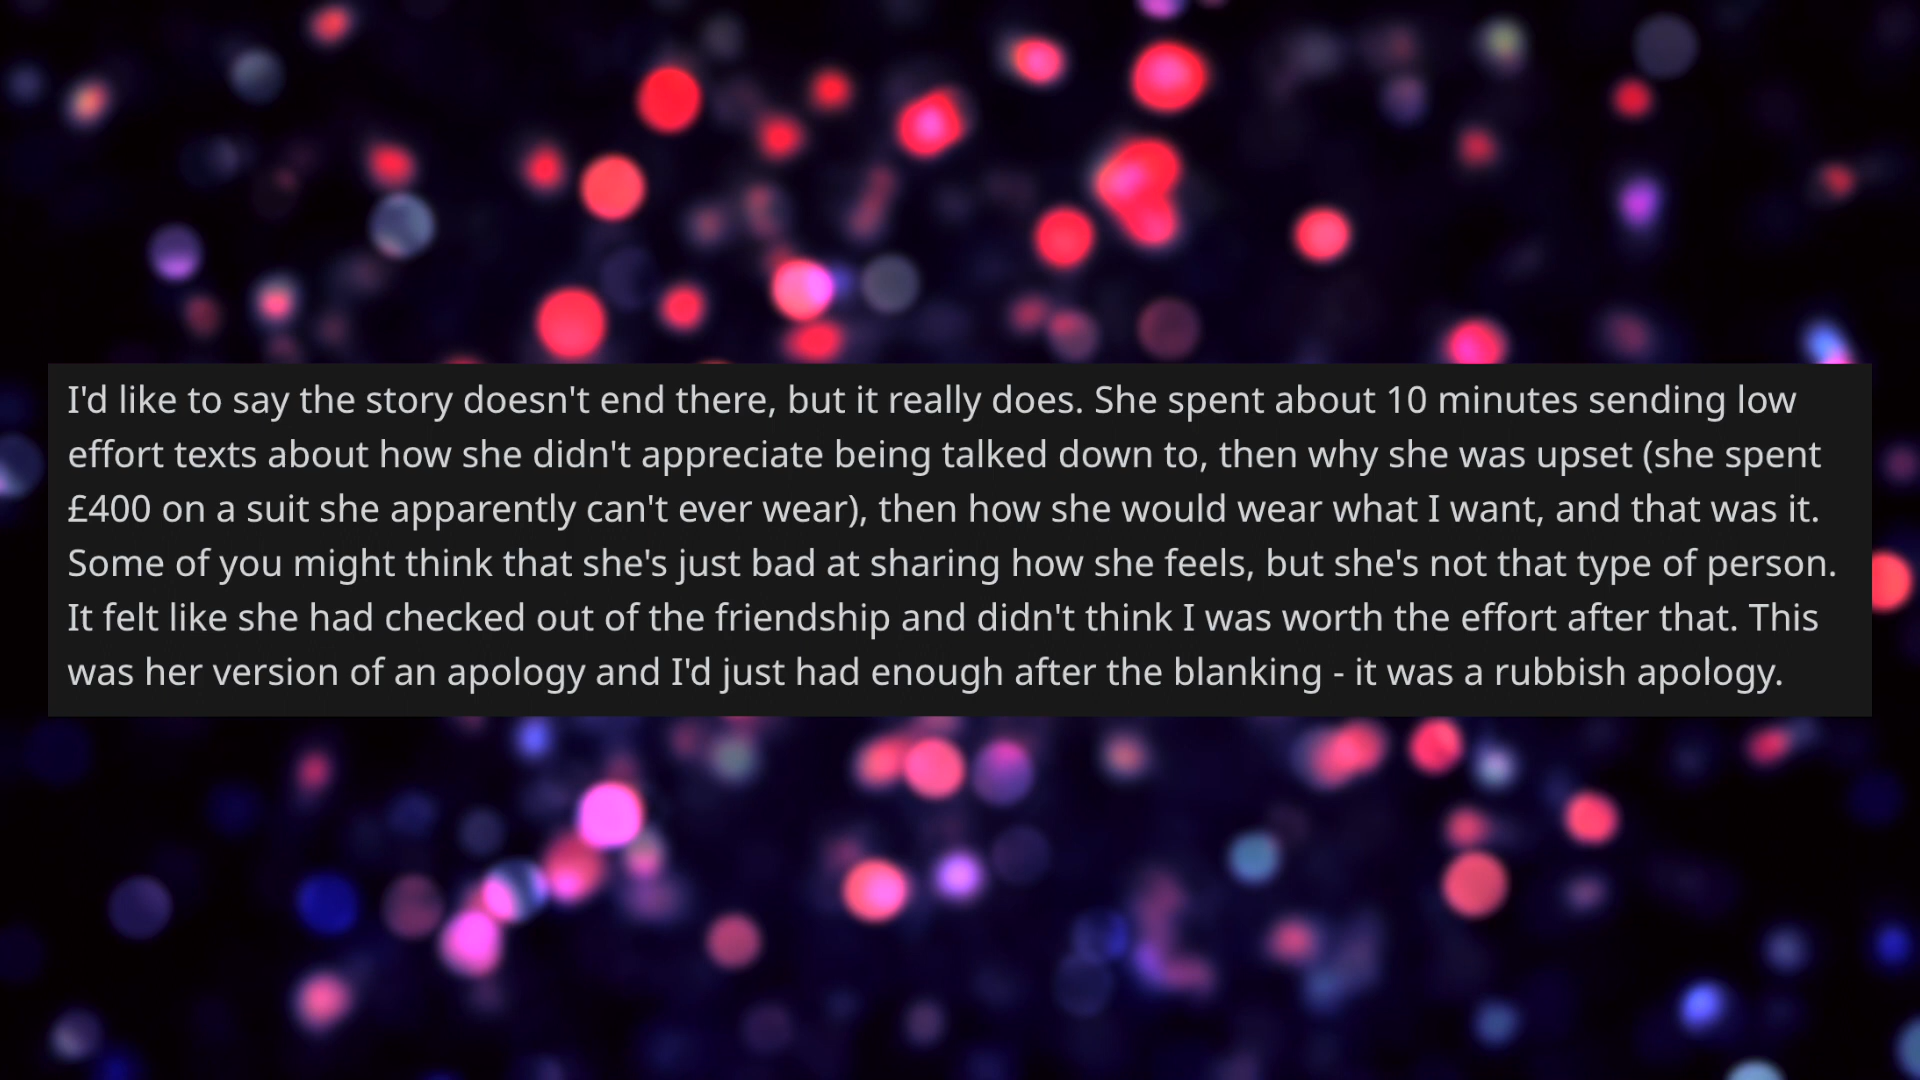 I'd like to say the story doesn't end there, but it really does. She spent about 10 minutes sending low
effort texts about how she didn't appreciate being talked down to, then why she was upset (she spent
£400 on a suit she apparently can't ever wear), then how she would wear what I want, and that was it.
Some of you might think that she's just bad at sharing how she feels, but she's not that type of person.
It felt like she had checked out of the friendship and didn't think I was worth the effort after that. This
was her version of an apology and I'd just had enough after the blanking - it was a rubbish apology.